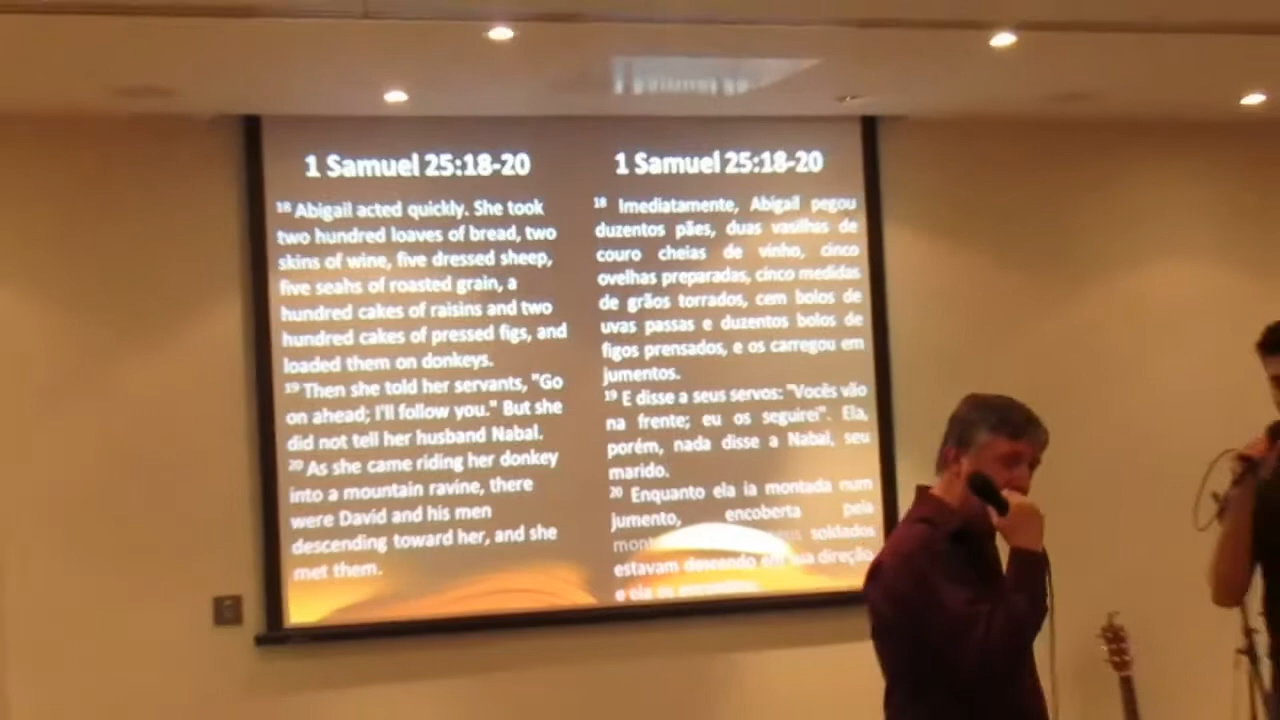 1 Samuel 25:18-20
18 Abigail acted quickly. She took
two hundred loaves of bread, two
skins of wine, five dressed sheep,
five seahs of roasted grain, a
hundred cakes of raisins and two
hundred cakes of pressed figs, and
loaded them on donkeys.
19 Then she told her servants, "Go
on ahead; I'll follow you." But she
did not tell her husband Nabal.
20 As she came riding her donkey
into a mountain ravine, there
were David and his men
descending toward her, and she
met them.
1 Samuel 25:18-20
18 Imediatamente, Abigail pegou
duzentos pães, duas vasilhas de
couro cheias de vinho, cinco
ovelhas preparadas, cinco medidas
de grãos torrados, cem bolos de
uvas passas e duzentos bolos de
figos prensados, e os carregou em
jumentos.
19 E disse a seus servos: "Vocês vão
na frente; eu os seguirei". Ela,
porém, nada disse a Nabal, seu
marido.
20 Enquanto ela ia montada num
jumento, encoberta pela
soldados
estavam descendo em sua direção
e ela os